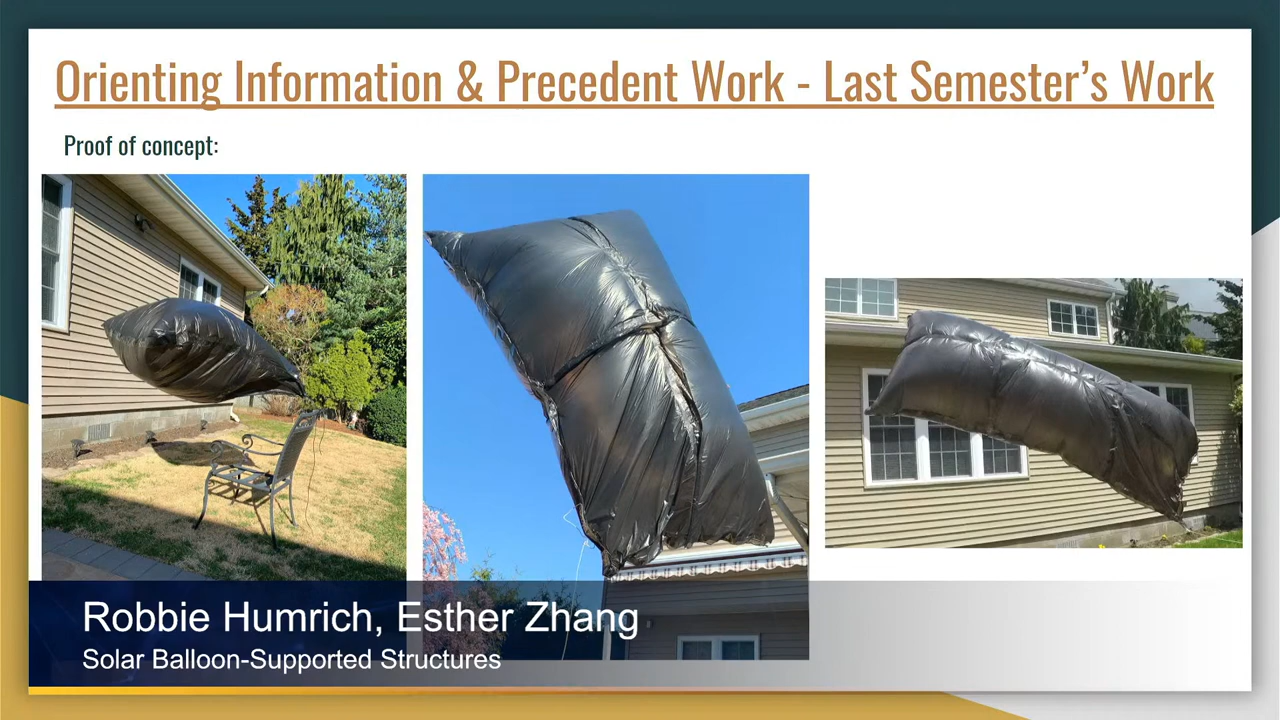 Orienting Information & Precedent Work - Last Semester’s Work
Proof of concept:
Robbie Humrich, Esther Zhang
Solar Balloon-Supported Structures